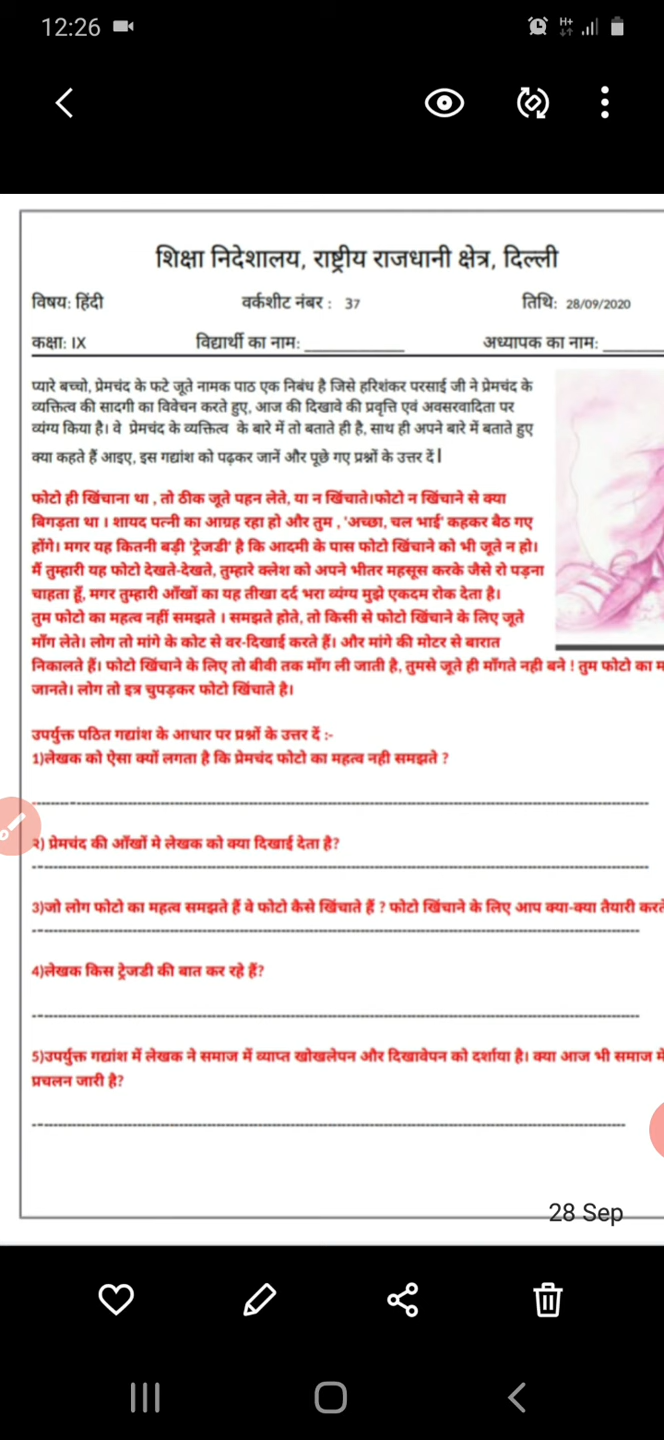 12:26
H+
शिक्षा निदेशालय, राष्ट्रीय राजधानी क्षेत्र, दिल्ली
विषय: हिंदी वर्कशीट नंबर : 37 तिथि: 28/09/2020
कक्षा: IX विद्यार्थी का नाम: ____________ अध्यापक का नाम: _______
प्यारे बच्चो, प्रेमचंद के फटे जूते नामक पाठ एक निबंध है जिसे हरिशंकर परसाई जी ने प्रेमचंद के
व्यक्तित्व की सादगी का विवेचन करते हुए, आज की दिखावे की प्रवृत्ति एवं अवसरवादिता पर
व्यंग्य किया है। वे प्रेमचंद के व्यक्तित्व के बारे में तो बताते ही है, साथ ही अपने बारे में बताते हुए
क्या कहते हैं आइए, इस गद्यांश को पढ़कर जानें और पूछे गए प्रश्नों के उत्तर दें।
फोटो ही खिंचाना था , तो ठीक जूते पहन लेते, या न खिंचाते।फोटो न खिंचाने से क्या
बिगड़ता था । शायद पत्नी का आग्रह रहा हो और तुम , 'अच्छा, चल भाई' कहकर बैठ गए
होंगे। मगर यह कितनी बड़ी 'ट्रेजडी' है कि आदमी के पास फोटो खिंचाने को भी जूते न हो।
मैं तुम्हारी यह फोटो देखते-देखते, तुम्हारे क्लेश को अपने भीतर महसूस करके जैसे रो पड़ना
चाहता हूँ, मगर तुम्हारी आँखों का यह तीखा दर्द भरा व्यंग्य मुझे एकदम रोक देता है।
तुम फोटो का महत्व नहीं समझते । समझते होते, तो किसी से फोटो खिंचाने के लिए जूते
माँग लेते। लोग तो मांगे के कोट से वर-दिखाई करते हैं। और मांगे की मोटर से बारात
निकालते हैं। फोटो खिंचाने के लिए तो बीवी तक माँग ली जाती है, तुमसे जूते ही माँगते नही बने ! तुम फोटो का म
जानते। लोग तो इत्र चुपड़कर फोटो खिंचाते है।
उपर्युक्त पठित गद्यांश के आधार पर प्रश्नों के उत्तर दें :-
1)लेखक को ऐसा क्यों लगता है कि प्रेमचंद फोटो का महत्व नही समझते ?
२) प्रेमचंद की आँखों मे लेखक को क्या दिखाई देता है?
3)जो लोग फोटो का महत्व समझते हैं वे फोटो कैसे खिंचाते हैं ? फोटो खिंचाने के लिए आप क्या-क्या तैयारी करते
4)लेखक किस ट्रेजडी की बात कर रहे हैं?
5)उपर्युक्त गद्यांश में लेखक ने समाज में व्याप्त खोखलेपन और दिखावेपन को दर्शाया है। क्या आज भी समाज मे
प्रचलन जारी है?
28 Sep